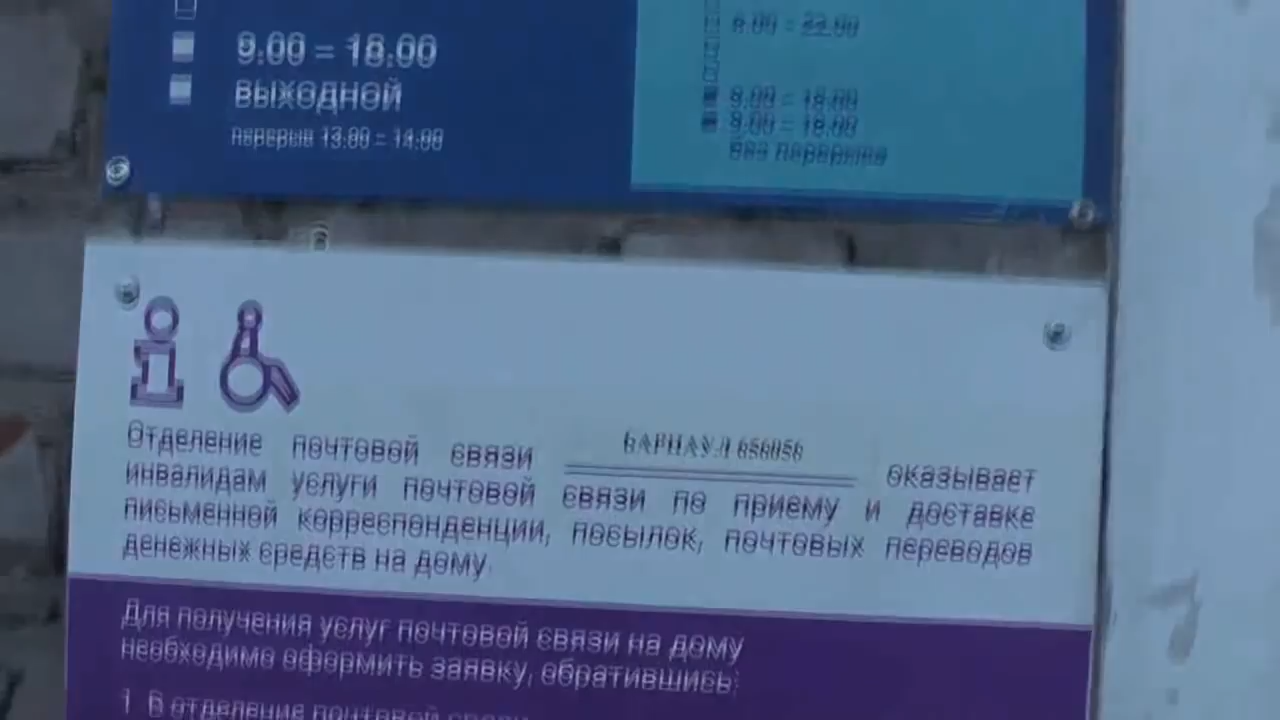 9.00 - 18.00
ВЫХОДНОЙ
перерыв 13.00 - 14.00
8.00 - 22.00
9.00 - 18.00
9.00 - 18.00
без перерыва
Отделение почтовой связи БАРНАУЛ 656056 оказывает
инвалидам услуги почтовой связи по приему и доставке
письменной корреспонденции, посылок, почтовых переводов
денежных средств на дому.
Для получения услуг почтовой связи на дому
необходимо оформить заявку, обратившись:
1. В отделение почтовой связи